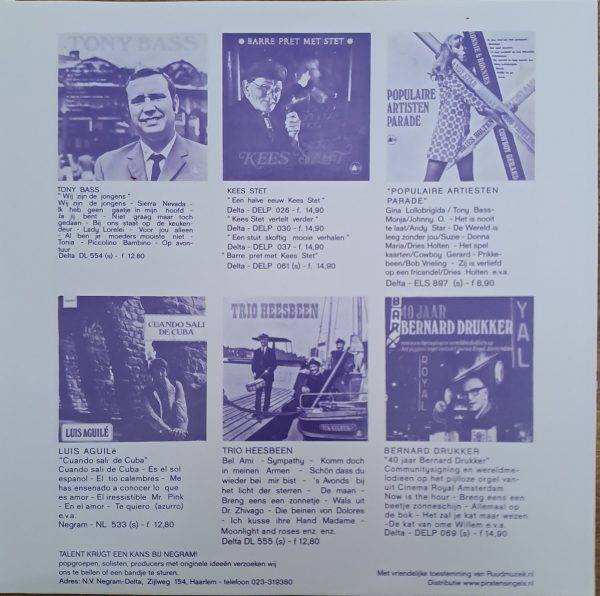 TONY BASS
BARRE PRET MET STET
KEES STET
POPULAIRE
ARTISTEN
PARADE
CONNIE & RONNIES
COWBOY GERARD
TONY BASS
"Wij zijn de jongens"
Wij zijn de jongens - Sierra Nevada -
Ik heb geen gaatje in mijn hoofd -
Ja jij bent - Niet graag maar toch
gedaan - Bij ons staat op de keuken-
deur - Lady Lorelei - Voor jou alleen
- Al ben je moeders mooiste niet -
Tonia - Piccolino Bambino - Op avon-
tuur
Delta DL 554 (s) - f 12.80
KEES STET
"Een halve eeuw Kees Stet"
Delta - DELP 026 - f. 14,90
"Kees Stet vertelt verder"
Delta - DELP 030 - f 14,90
"Een stuit skoftig mooie verhalen"
Delta - DELP 037 - f. 14,90
"Barre pret met Kees Stet"
Delta - DELP 061 (s) - f. 14,90
"POPULAIRE ARTIESTEN
PARADE"
Gina Lollobrigida / Tony Bass-
Monja/Johnny O. - Het is nooit
te laat/Andy Star - De Wereld is
leeg zonder jou/Suzie - Donna
Maria/Dries Holten - Het spel
kaarten/Cowboy Gerard - Prikke-
been/Bob Vrieling - Zij is verliefd
op een fricandel/Dries Holten e.v.a.
Delta - ELS 897 (s) - f 8,90
CUANDO SALI
DE CUBA
LUIS AGUILÉ
TRIO HEESBEEN
40 JAAR
BERNARD DRUKKER
BAR
ROYAL
YAL
LUIS AGUILé
"Cuando sali de Cuba"
Cuando sali de Cuba - Es el sol
espanol - El tio calembres - Me
has ensenado a conocer lo que
es amor - El irressistible Mr. Pink
- En el amor - Te quiero (azurro)
e.v.a.
Negram - NL 533 (s) - f 12,80
TRIO HEESBEEN
Bel Ami - Sympathy - Komm doch
in meinen Armen - Schön dass du
wieder bei mir bist - 's Avonds bij
het licht der sterren - De maan -
Breng eens een zonnetje - Wals uit
Dr. Zhivago - Die beinen von Dolores
- Ich kusse ihre Hand Madame -
Moonlight and roses enz. enz.
Delta DL 555 (s) - f 12,80
BERNARD DRUKKER
"40 jaar Bernard Drukker"
Communitysigning en wereldme-
lodieën op het pijlloze orgel van-
uit Cinema Royal Amsterdam
Now is the hour - Breng eens een
beetje zonneschijn - Allemaal op
de bok - Het zal je kat maar wezen
-De kat van ome Willem e.v.a.
Delta - DELP 069 (s) - f 14,90
TALENT KRIJGT EEN KANS BIJ NEGRAM!
popgroepen, solisten, producers met originele ideeën verzoeken wij
ons te bellen of een bandje te sturen.
Adres: N.V. Negram-Delta, Zijlweg 154, Haarlem - telefoon 023-319380
Met vriendelijke toestemming van Ruudmuziek.nl
Distributie www.piratensingels.nl